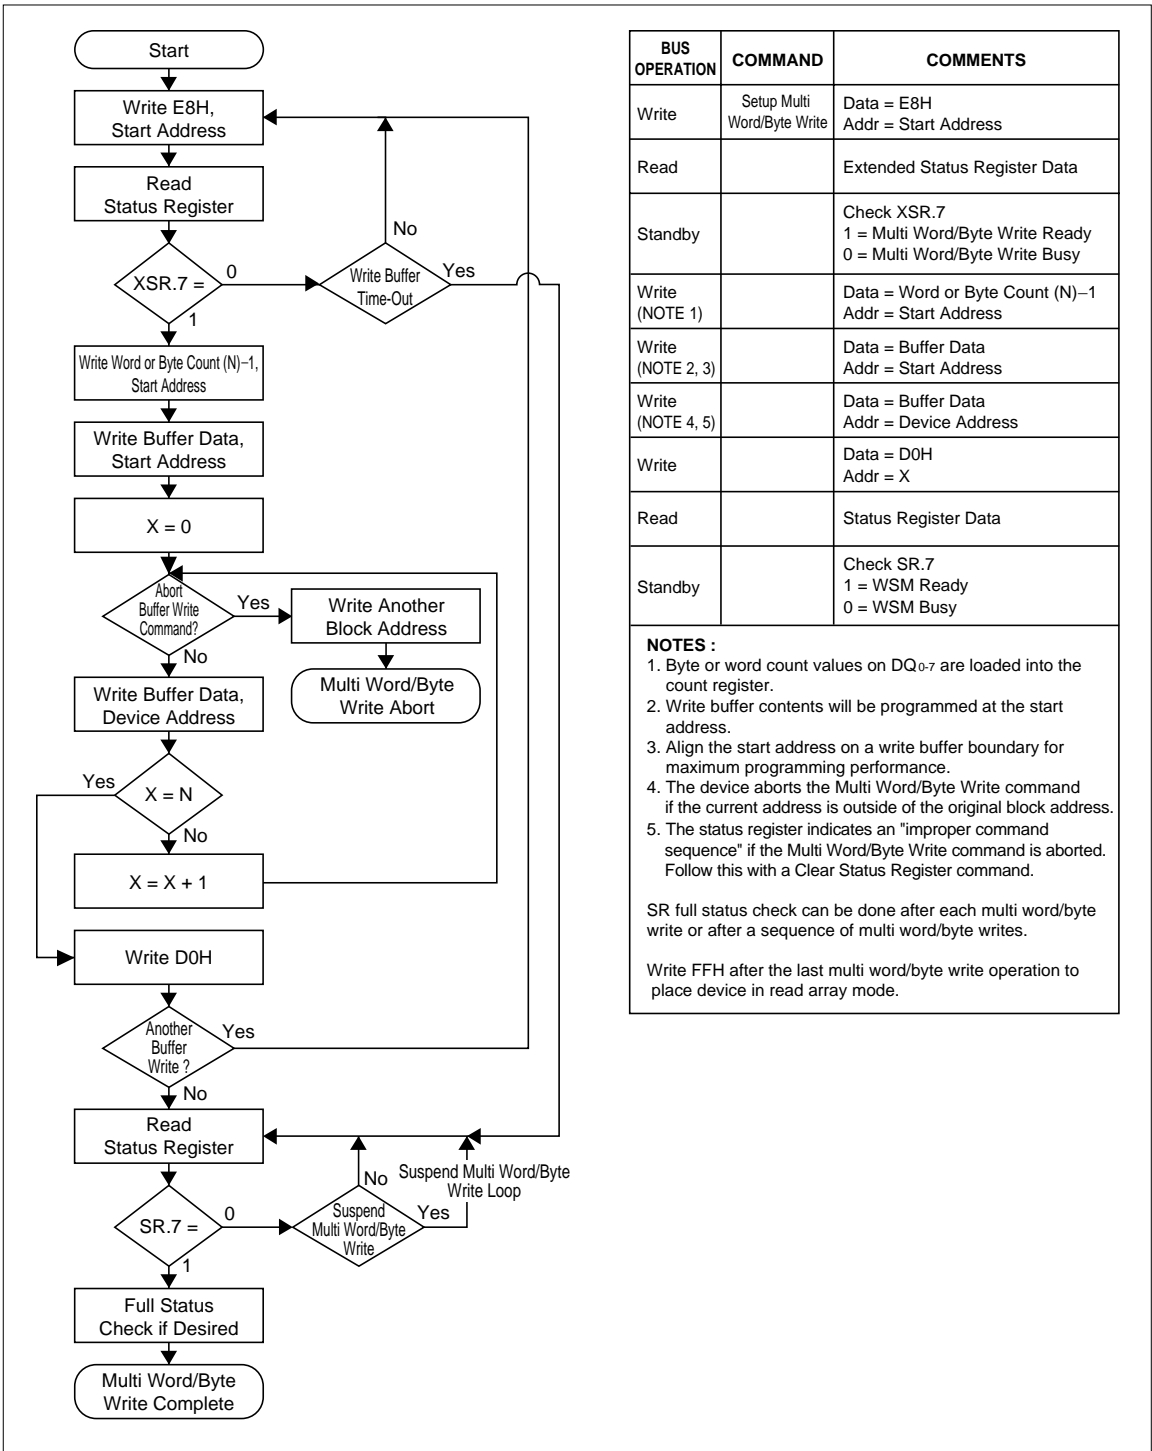 Start
Write E8H,
Start Address
Read
Status Register
No
XSR.7 =
0
Write Buffer
Time-Out
Yes
1
Write Word or Byte Count (N)−1,
Start Address
Write Buffer Data,
Start Address
X = 0
Abort
Buffer Write
Command?
Yes
Write Another
Block Address
No
Multi Word/Byte
Write Abort
Write Buffer Data,
Device Address
Yes
X = N
No
X = X + 1
Write D0H
Another
Buffer
Write ?
Yes
No
Read
Status Register
No
Suspend Multi Word/Byte
Write Loop
SR.7 =
0
Suspend
Multi Word/Byte
Write
Yes
1
Full Status
Check if Desired
Multi Word/Byte
Write Complete
BUS
OPERATION
COMMAND
COMMENTS
Write
Setup Multi
Word/Byte Write
Data = E8H
Addr = Start Address
Read
Extended Status Register Data
Standby
Check XSR.7
1 = Multi Word/Byte Write Ready
0 = Multi Word/Byte Write Busy
Write
(NOTE 1)
Data = Word or Byte Count (N)−1
Addr = Start Address
Write
(NOTE 2, 3)
Data = Buffer Data
Addr = Start Address
Write
(NOTE 4, 5)
Data = Buffer Data
Addr = Device Address
Write
Data = D0H
Addr = X
Read
Status Register Data
Standby
Check SR.7
1 = WSM Ready
0 = WSM Busy
NOTES :
1. Byte or word count values on DQ0-7 are loaded into the
count register.
2. Write buffer contents will be programmed at the start
address.
3. Align the start address on a write buffer boundary for
maximum programming performance.
4. The device aborts the Multi Word/Byte Write command
if the current address is outside of the original block address.
5. The status register indicates an "improper command
sequence" if the Multi Word/Byte Write command is aborted.
Follow this with a Clear Status Register command.
SR full status check can be done after each multi word/byte
write or after a sequence of multi word/byte writes.
Write FFH after the last multi word/byte write operation to
place device in read array mode.